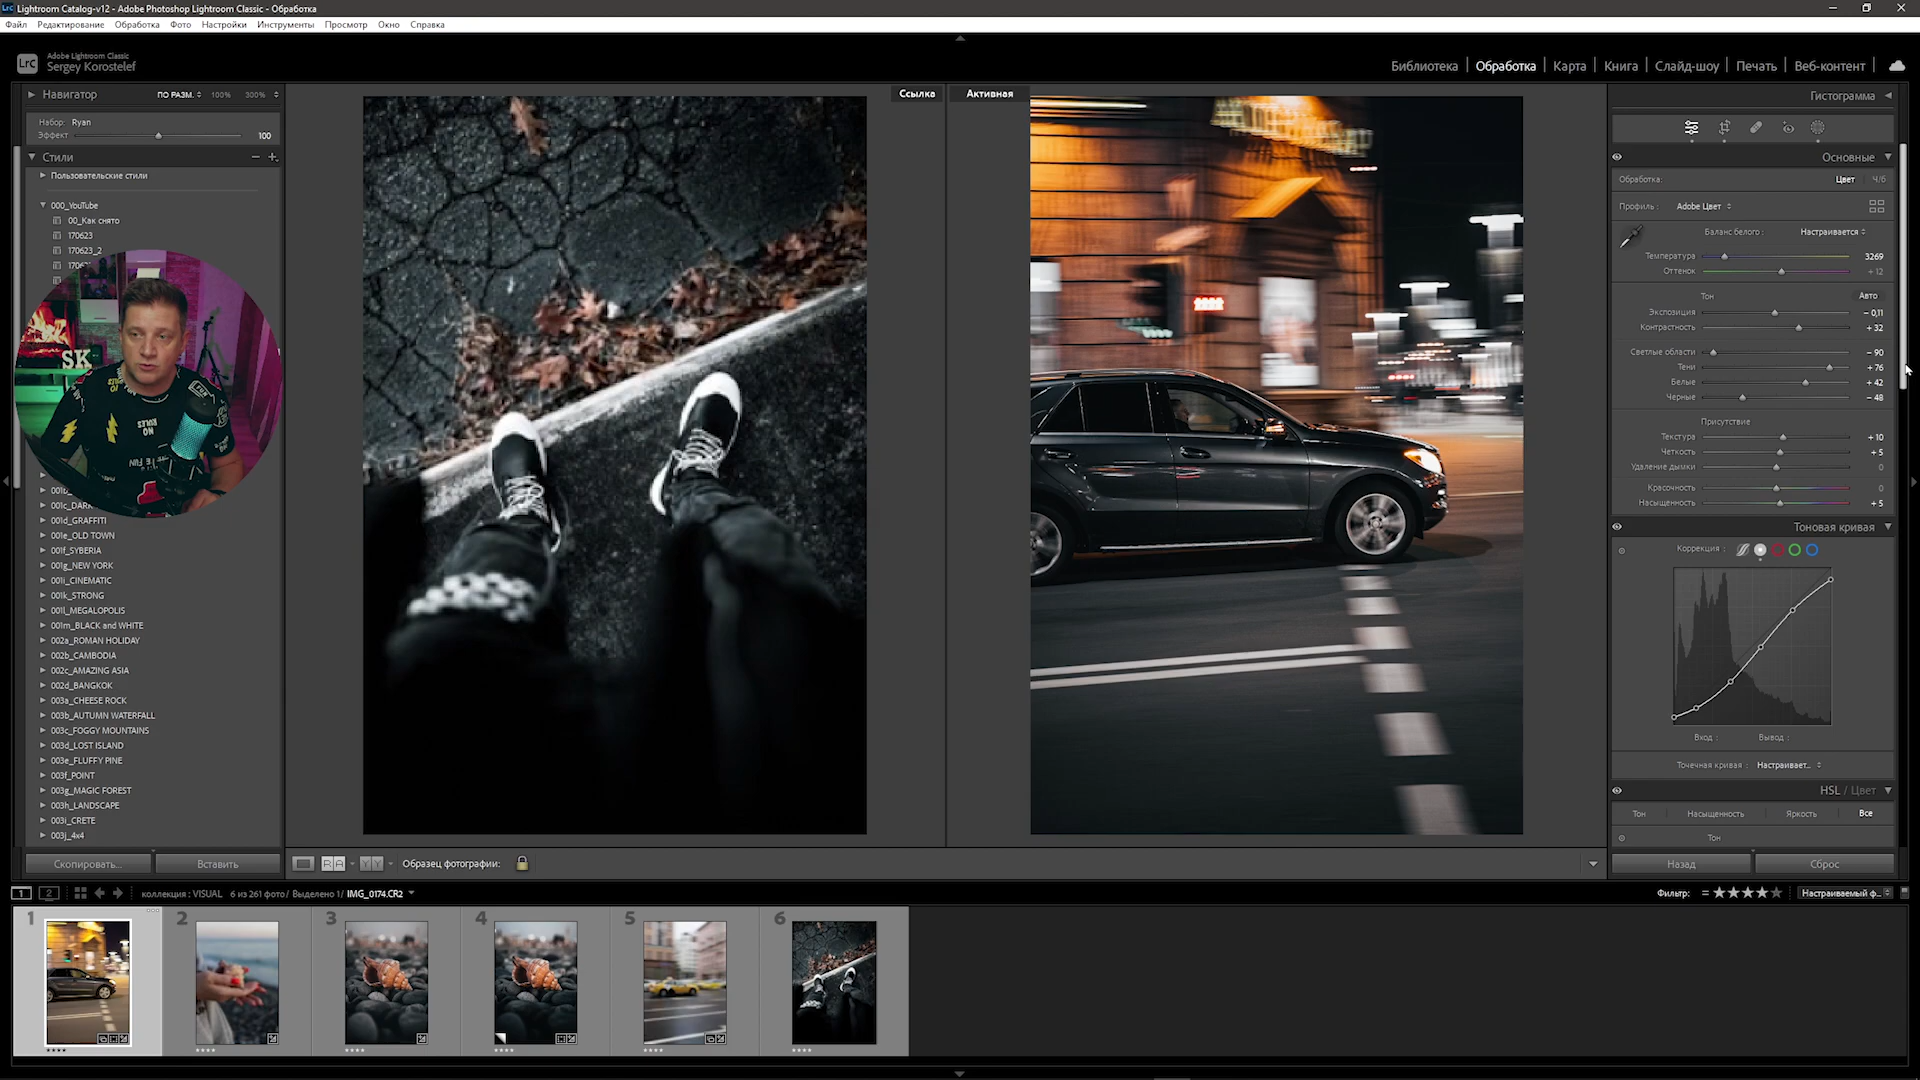 Lightroom Catalog-v12 - Adobe Photoshop Lightroom Classic - Обработка
Файл Редактирование Обработка Фото Настройки Инструменты Просмотр Окно Справка
Lrc
Adobe Lightroom Classic
Sergey Korostelef
Библиотека | Обработка | Карта | Книга | Слайд-шоу | Печать | Веб-контент
Навигатор ПО РАЗМ. 100% 300%
Набор: Ryan
Эффект 100
Стили
Пользовательские стили
000_YouTube
00_Как снято
170623
170623_2
SK
NO
RULES
001c_DARK
001d_GRAFFITI
001e_OLD TOWN
001f_SYBERIA
001g_NEW YORK
001i_CINEMATIC
001k_STRONG
001l_MEGALOPOLIS
001m_BLACK and WHITE
002a_ROMAN HOLIDAY
002b_CAMBODIA
002c_AMAZING ASIA
002d_BANGKOK
003a_CHEESE ROCK
003b_AUTUMN WATERFALL
003c_FOGGY MOUNTAINS
003d_LOST ISLAND
003e_FLUFFY PINE
003f_POINT
003g_MAGIC FOREST
003h_LANDSCAPE
003i_CRETE
003j_4x4
Скопировать... Вставить
Ссылка
Активная
RA YY Образец фотографии:
Гистограмма
Основные
Обработка: Цвет Ч/Б
Профиль: Adobe Цвет
Баланс белого: Настраивается
Температура 3269
Оттенок + 12
Тон Авто
Экспозиция – 0,11
Контрастность + 32
Светлые области – 90
Тени + 76
Белые + 42
Черные – 48
Присутствие
Текстура + 10
Четкость + 5
Удаление дымки 0
Красочность 0
Насыщенность + 5
Тоновая кривая
Коррекция:
Вход: Вывод:
Точечная кривая: Настраивает...
HSL / Цвет
Тон Насыщенность Яркость Все
Тон
Назад Сброс
1 2 коллекция : VISUAL 6 из 261 фото/ Выделено 1/ IMG_0174.CR2
Фильтр: Настраиваемый ф...
1 2 3 4 5 6